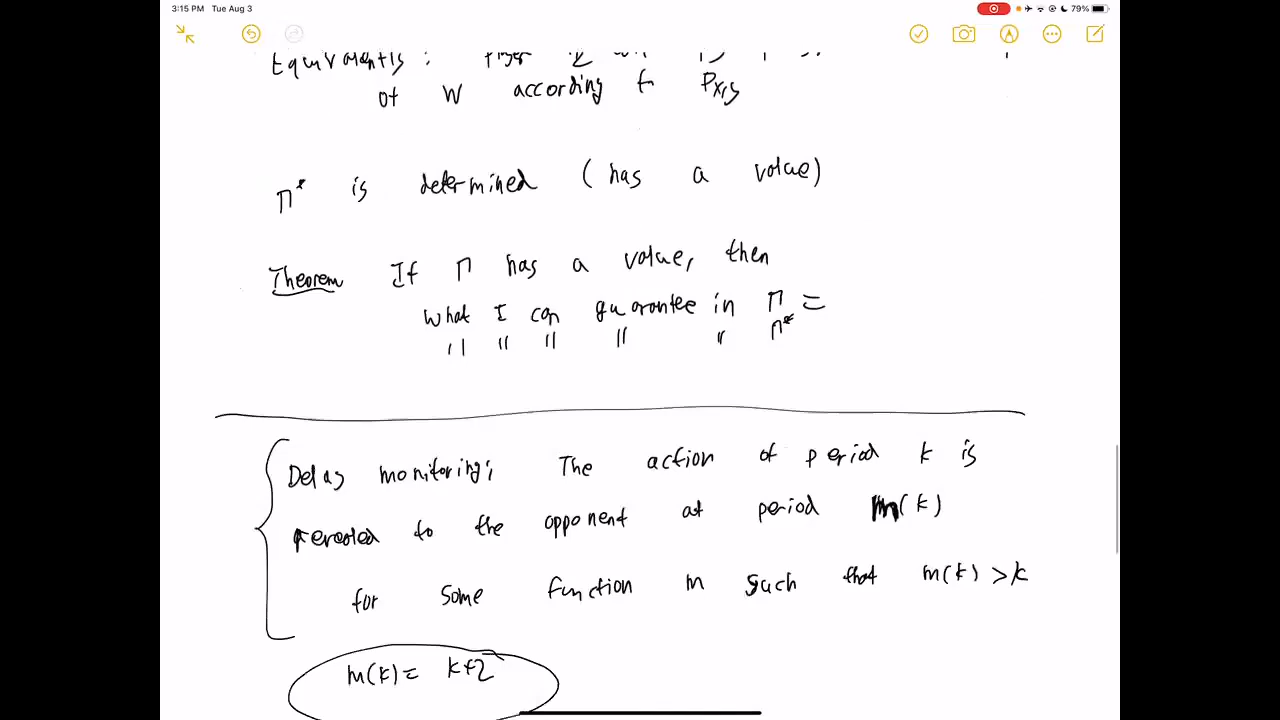 3:15 PM Tue Aug 3
79%
Equivalently:
of W according to Px,y
Γ* is determined (has a value)
Theorem If Γ has a value, then
what I can guarantee in Γ =
" " " " " Γ*
Delay monitoring: The action of period k is
revealed to the opponent at period m(k)
for some function m such that m(k) > k
m(k) = k+2